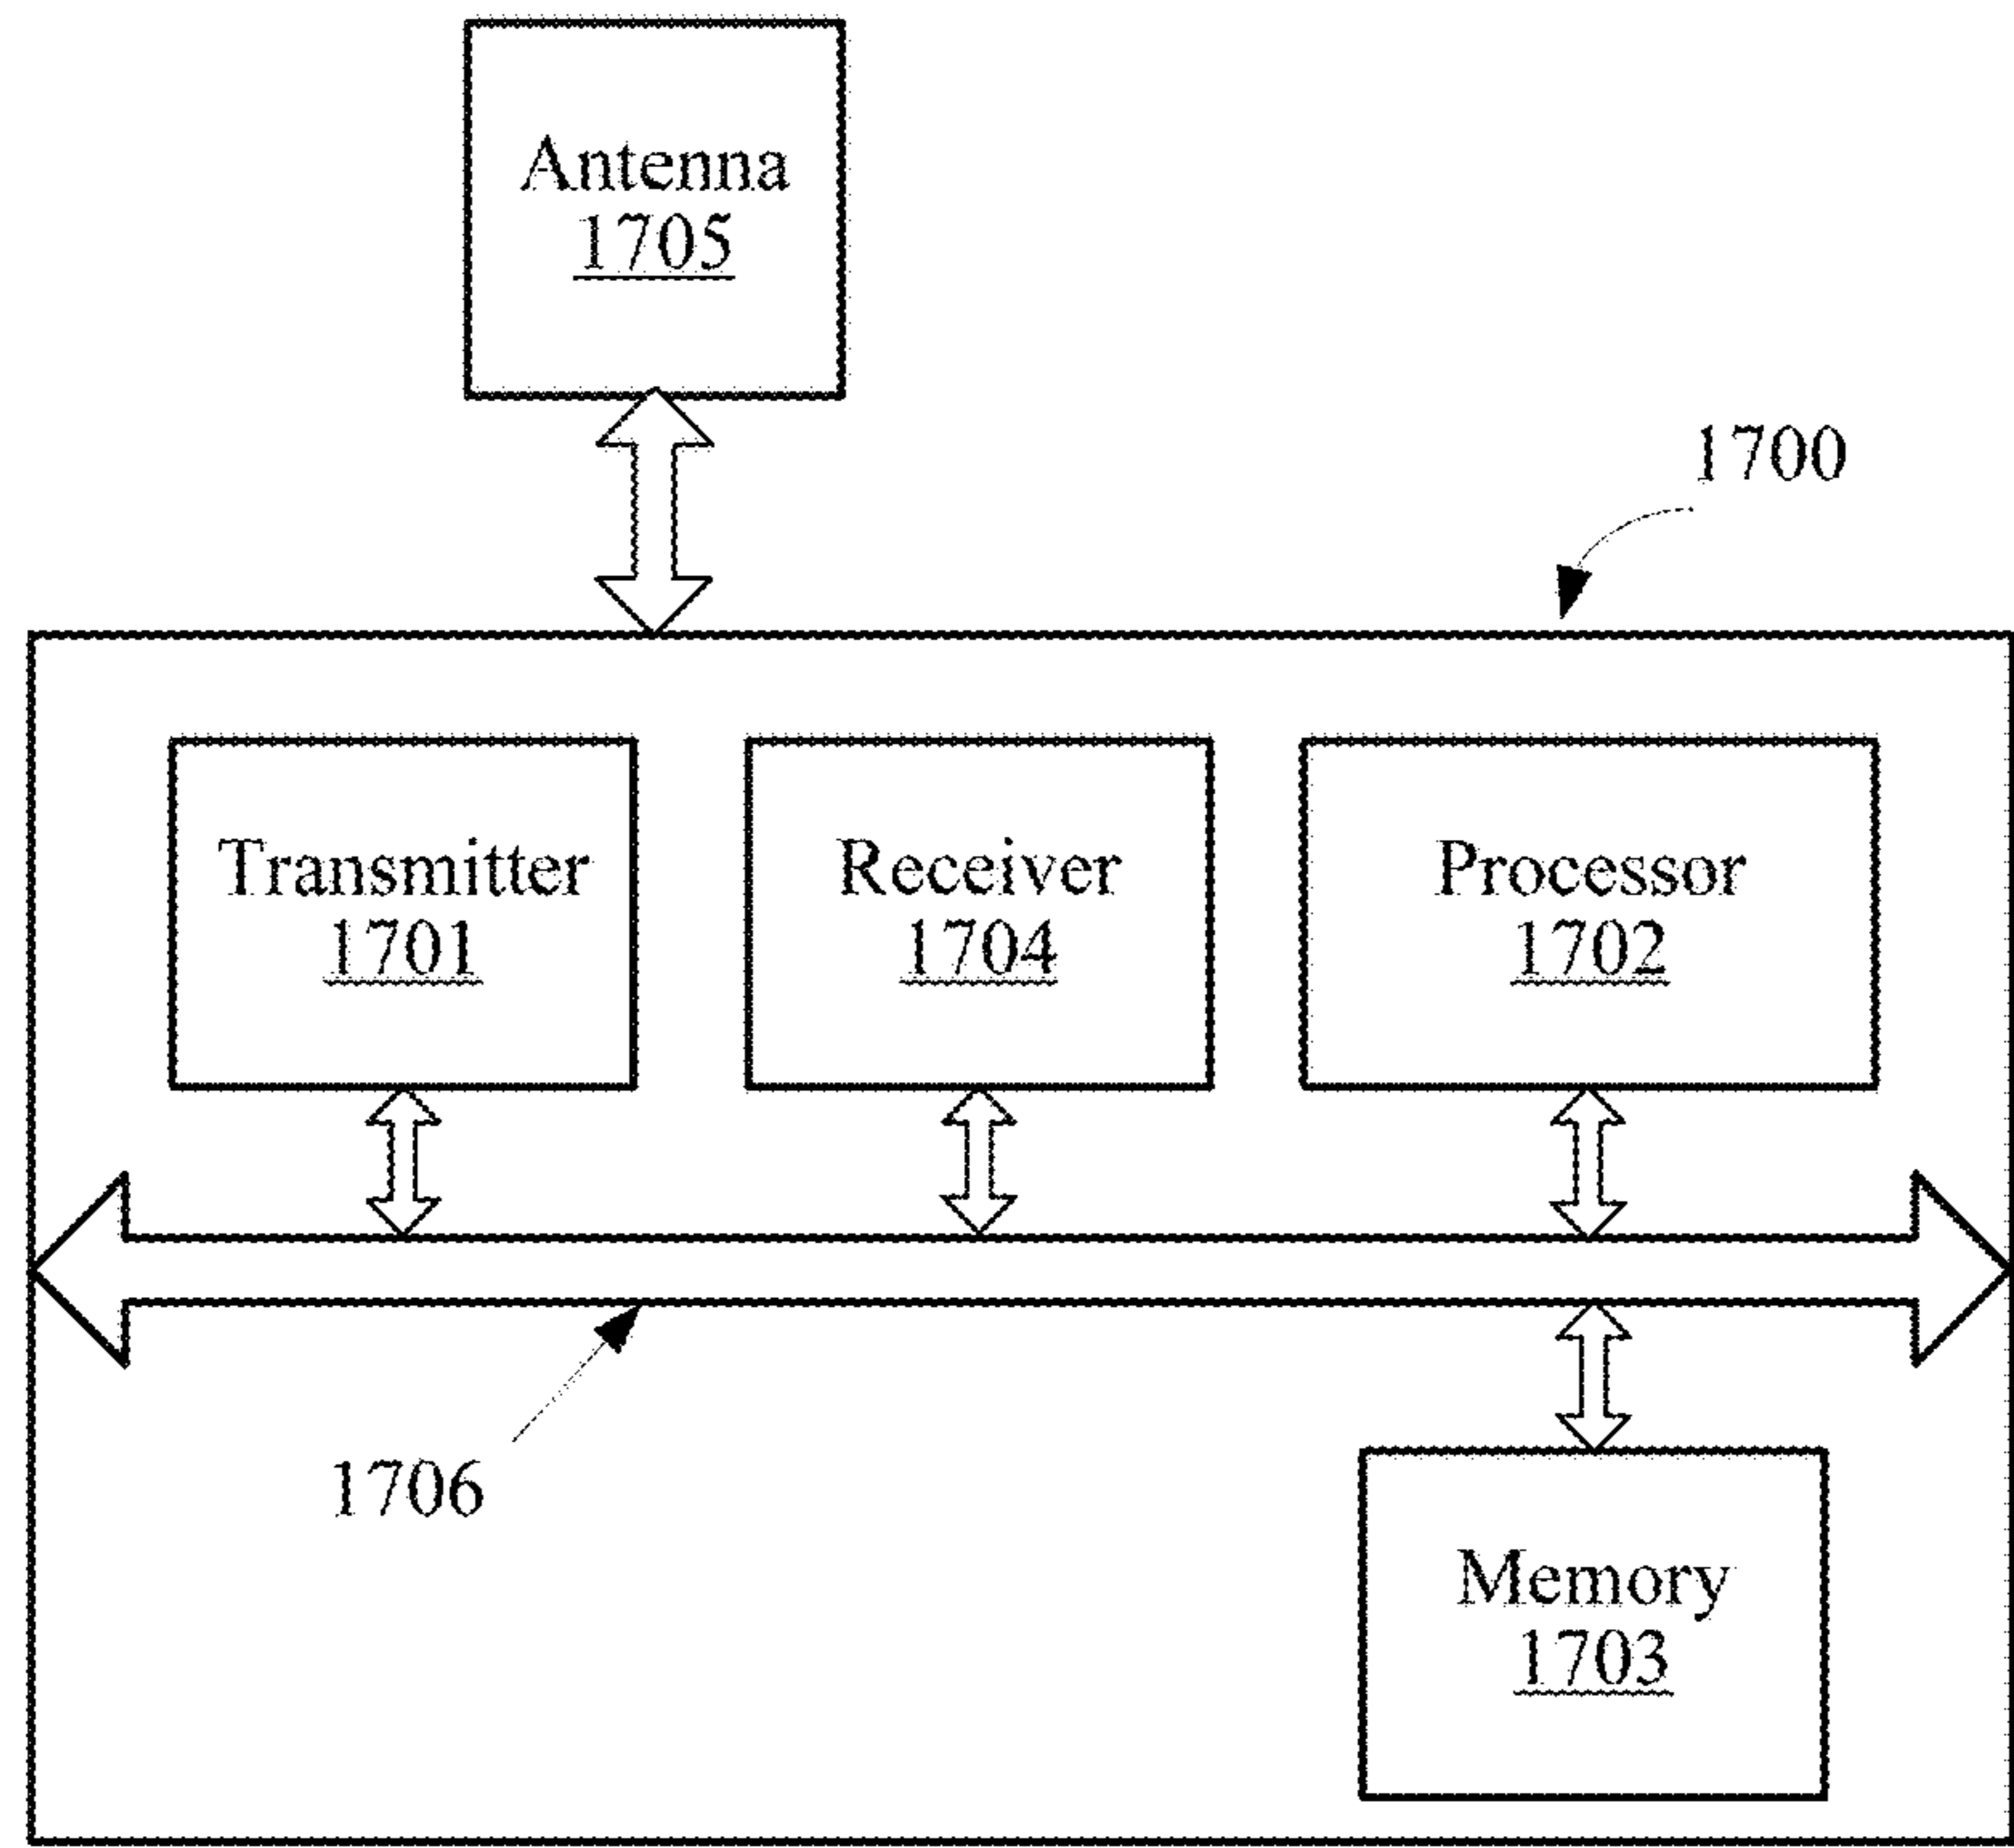 Antenna
1705
1700
Transmitter
1701
Receiver
1704
Processor
1702
1706
Memory
1703